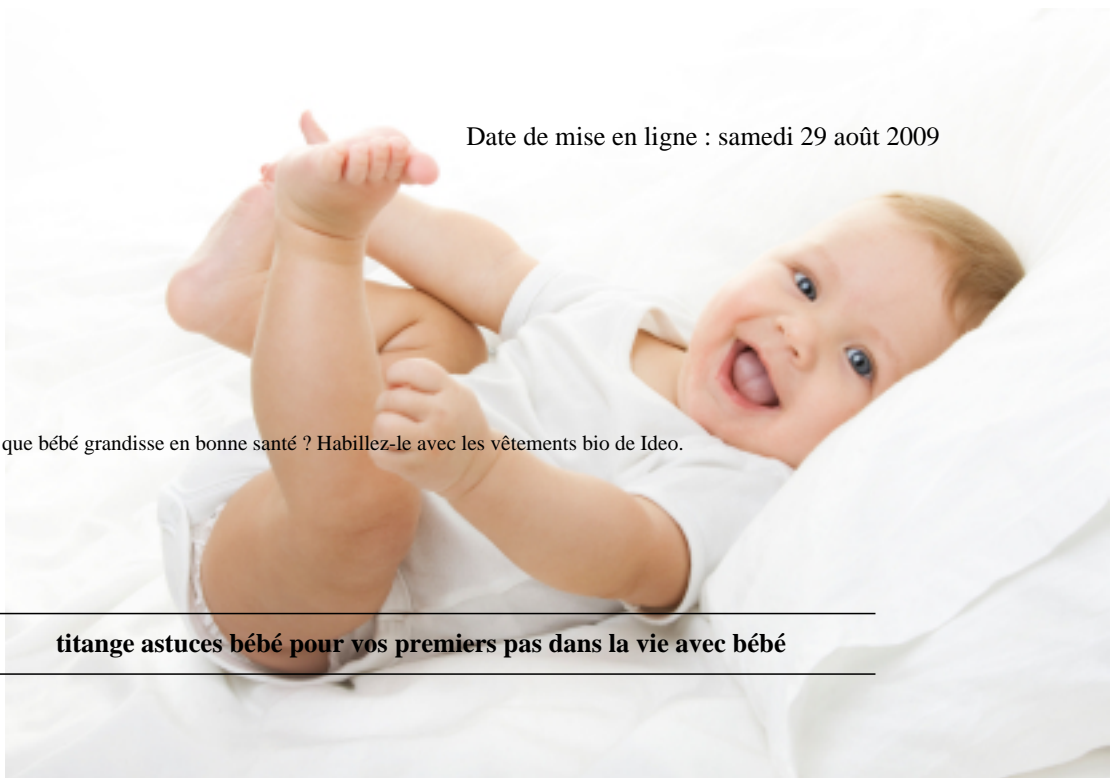 Date de mise en ligne : samedi 29 août 2009
que bébé grandisse en bonne santé ? Habillez-le avec les vêtements bio de Ideo.
titange astuces bébé pour vos premiers pas dans la vie avec bébé